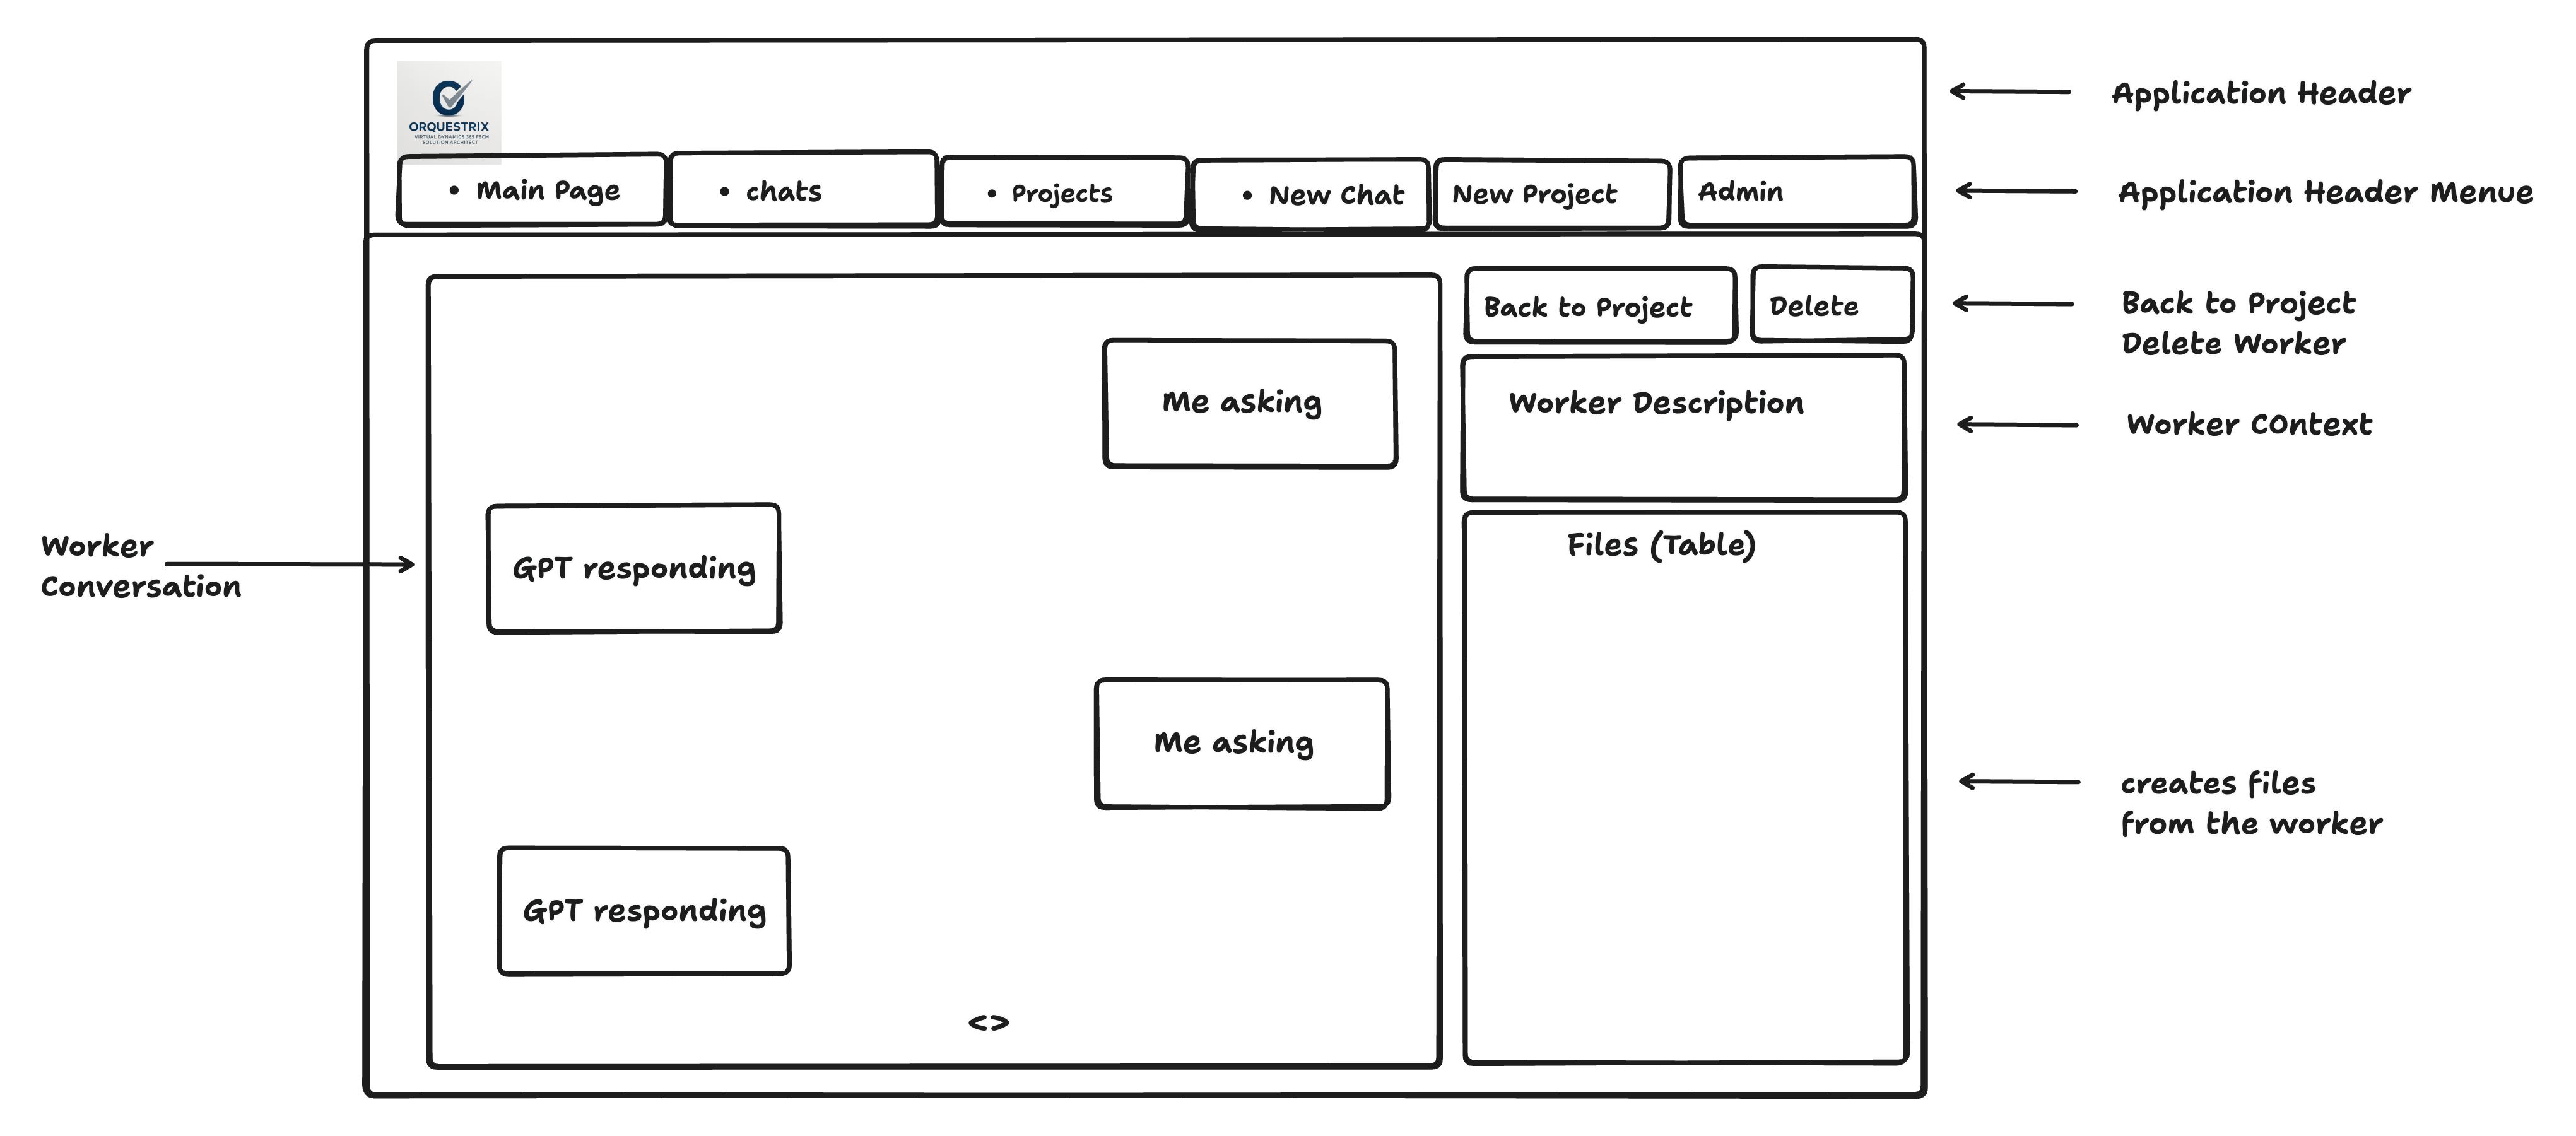 ORQUESTRIX
VIRTUAL DYNAMICS 365 FSCM
SOLUTION ARCHITECT
Application Header
• Main Page
• chats
• Projects
• New Chat
New Project
Admin
Application Header Menue
Back to Project
Delete
Back to Project
Delete Worker
Me asking
Worker Description
Worker COntext
Worker
Conversation
GPT responding
Files (Table)
Me asking
creates files
from the worker
GPT responding
<>